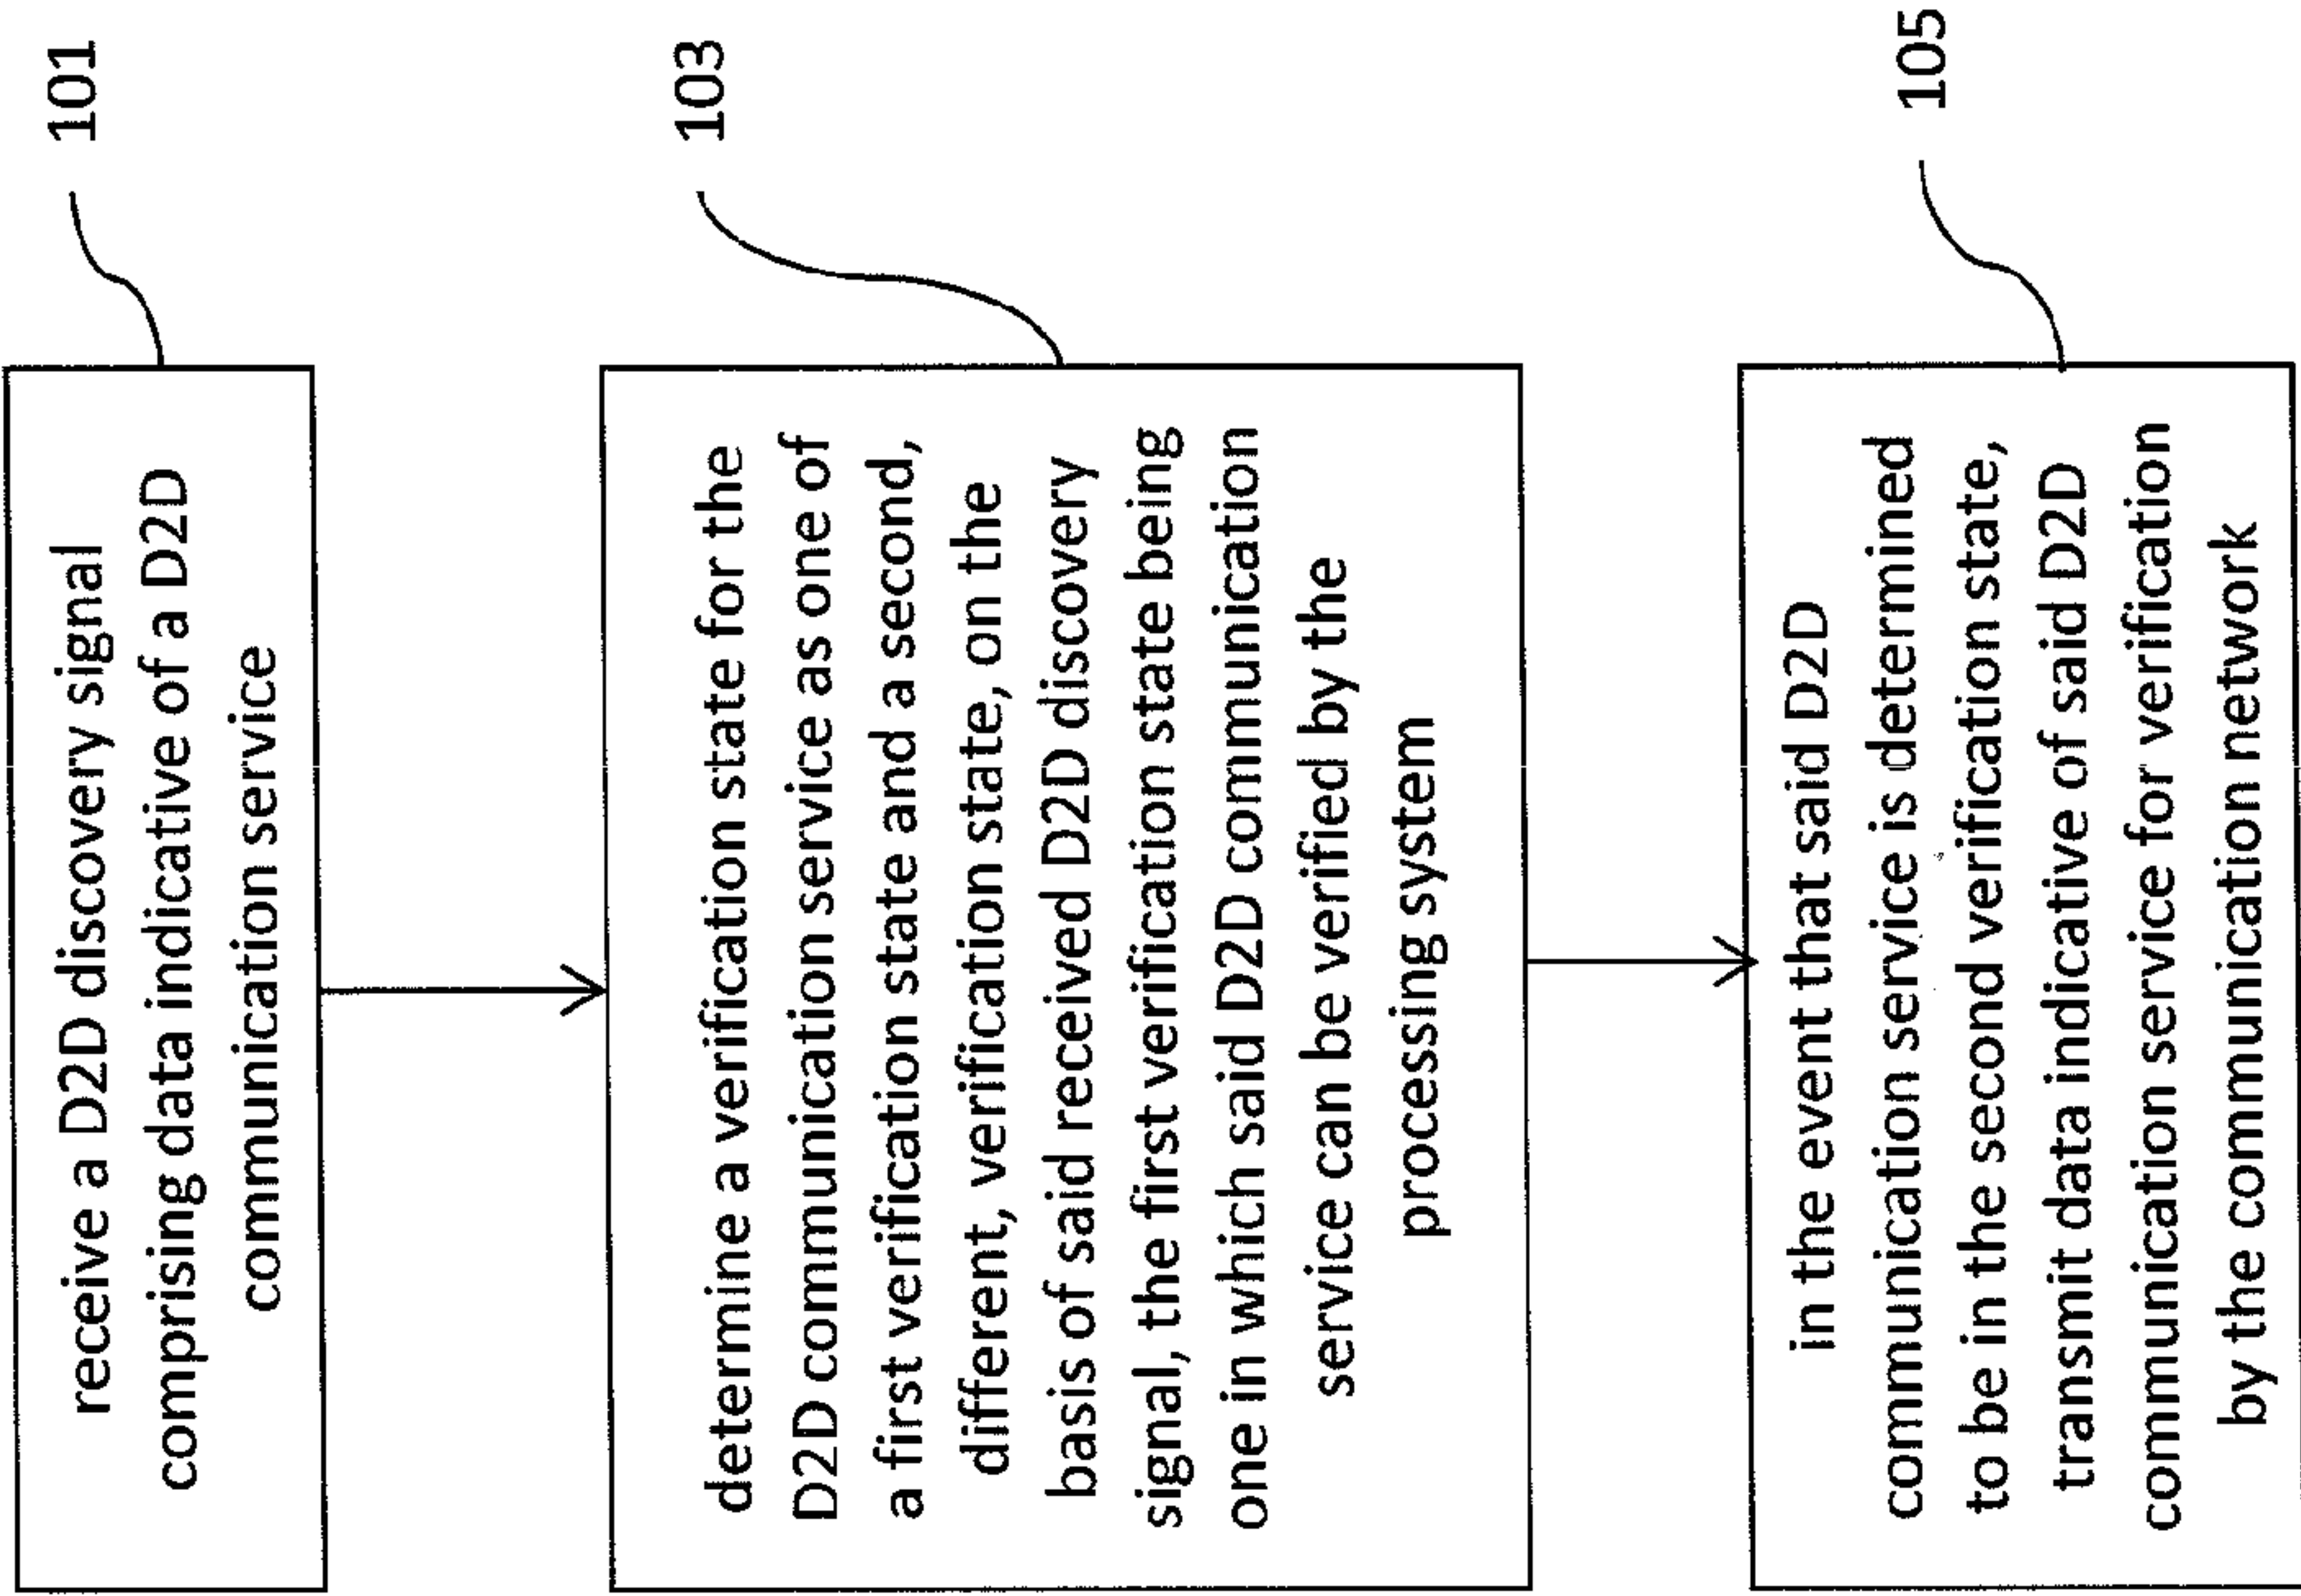 receive a D2D discovery signal
comprising data indicative of a D2D
communication service
101
determine a verification state for the
D2D communication service as one of
a first verification state and a second,
different, verification state, on the
basis of said received D2D discovery
signal, the first verification state being
one in which said D2D communication
service can be verified by the
processing system
103
in the event that said D2D
communication service is determined
to be in the second verification state,
transmit data indicative of said D2D
communication service for verification
by the communication network
105